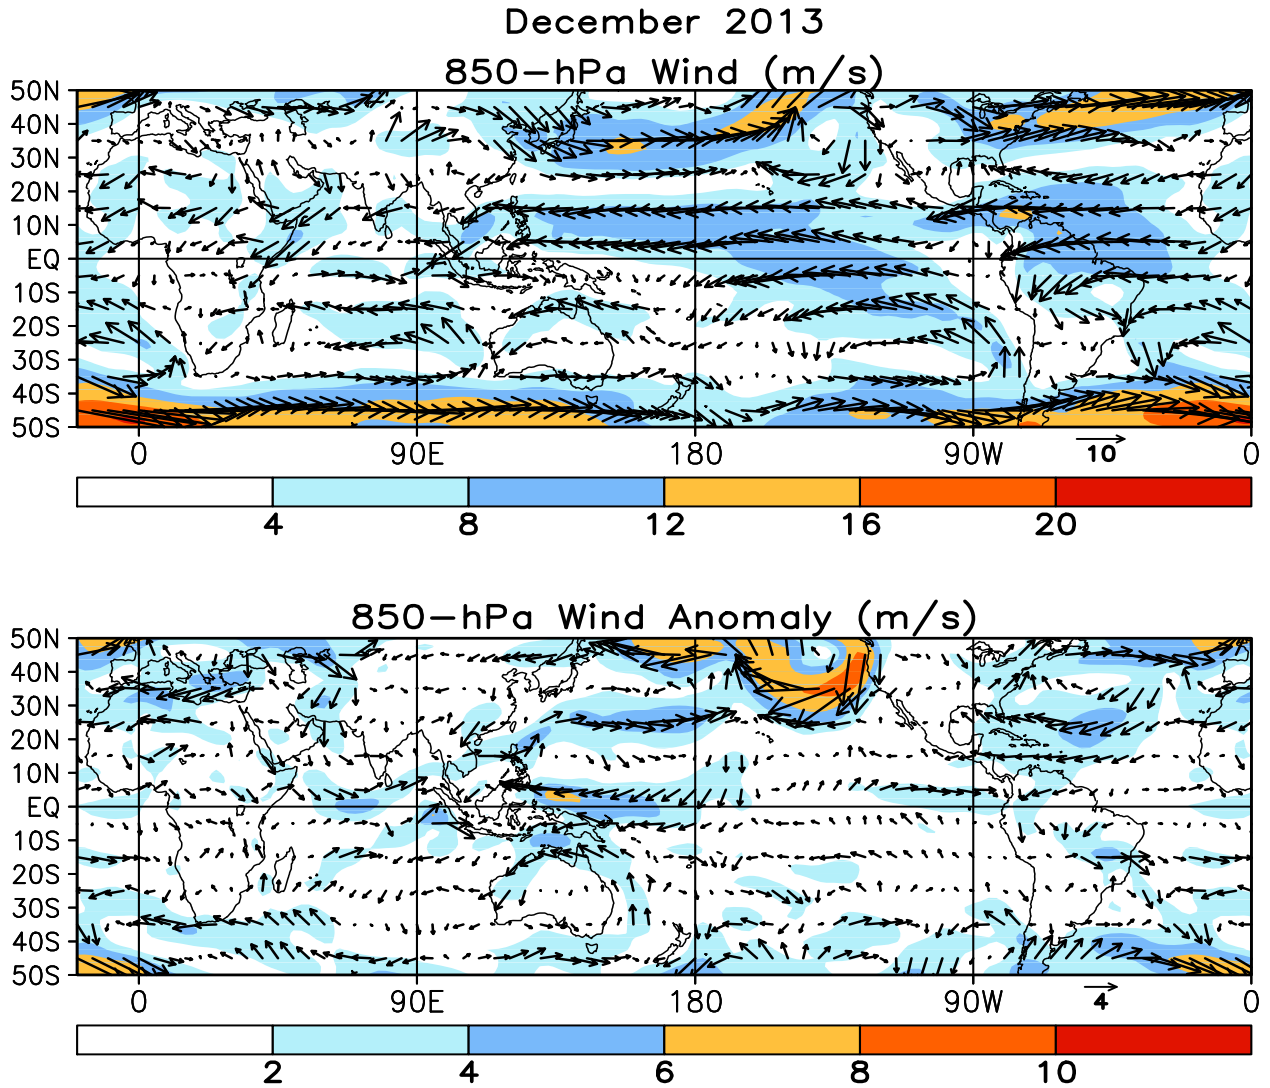 December 2013
850-hPa Wind (m/s)
50N
40N
30N
20N
10N
EQ
10S
20S
30S
40S
50S
0 90E 180 90W 0
10
4 8 12 16 20
850-hPa Wind Anomaly (m/s)
50N
40N
30N
20N
10N
EQ
10S
20S
30S
40S
50S
0 90E 180 90W 0
4
2 4 6 8 10